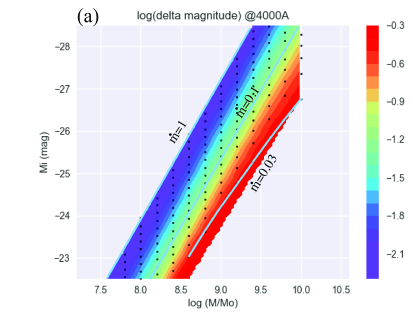 (a)
log(delta magnitude) @4000A
−28
−27
−26
−25
−24
−23
Mi (mag)
7.5 8.0 8.5 9.0 9.5 10.0 10.5
log (M/Mo)
ṁ=1
ṁ=0.1
ṁ=0.03
−0.3
−0.6
−0.9
−1.2
−1.5
−1.8
−2.1